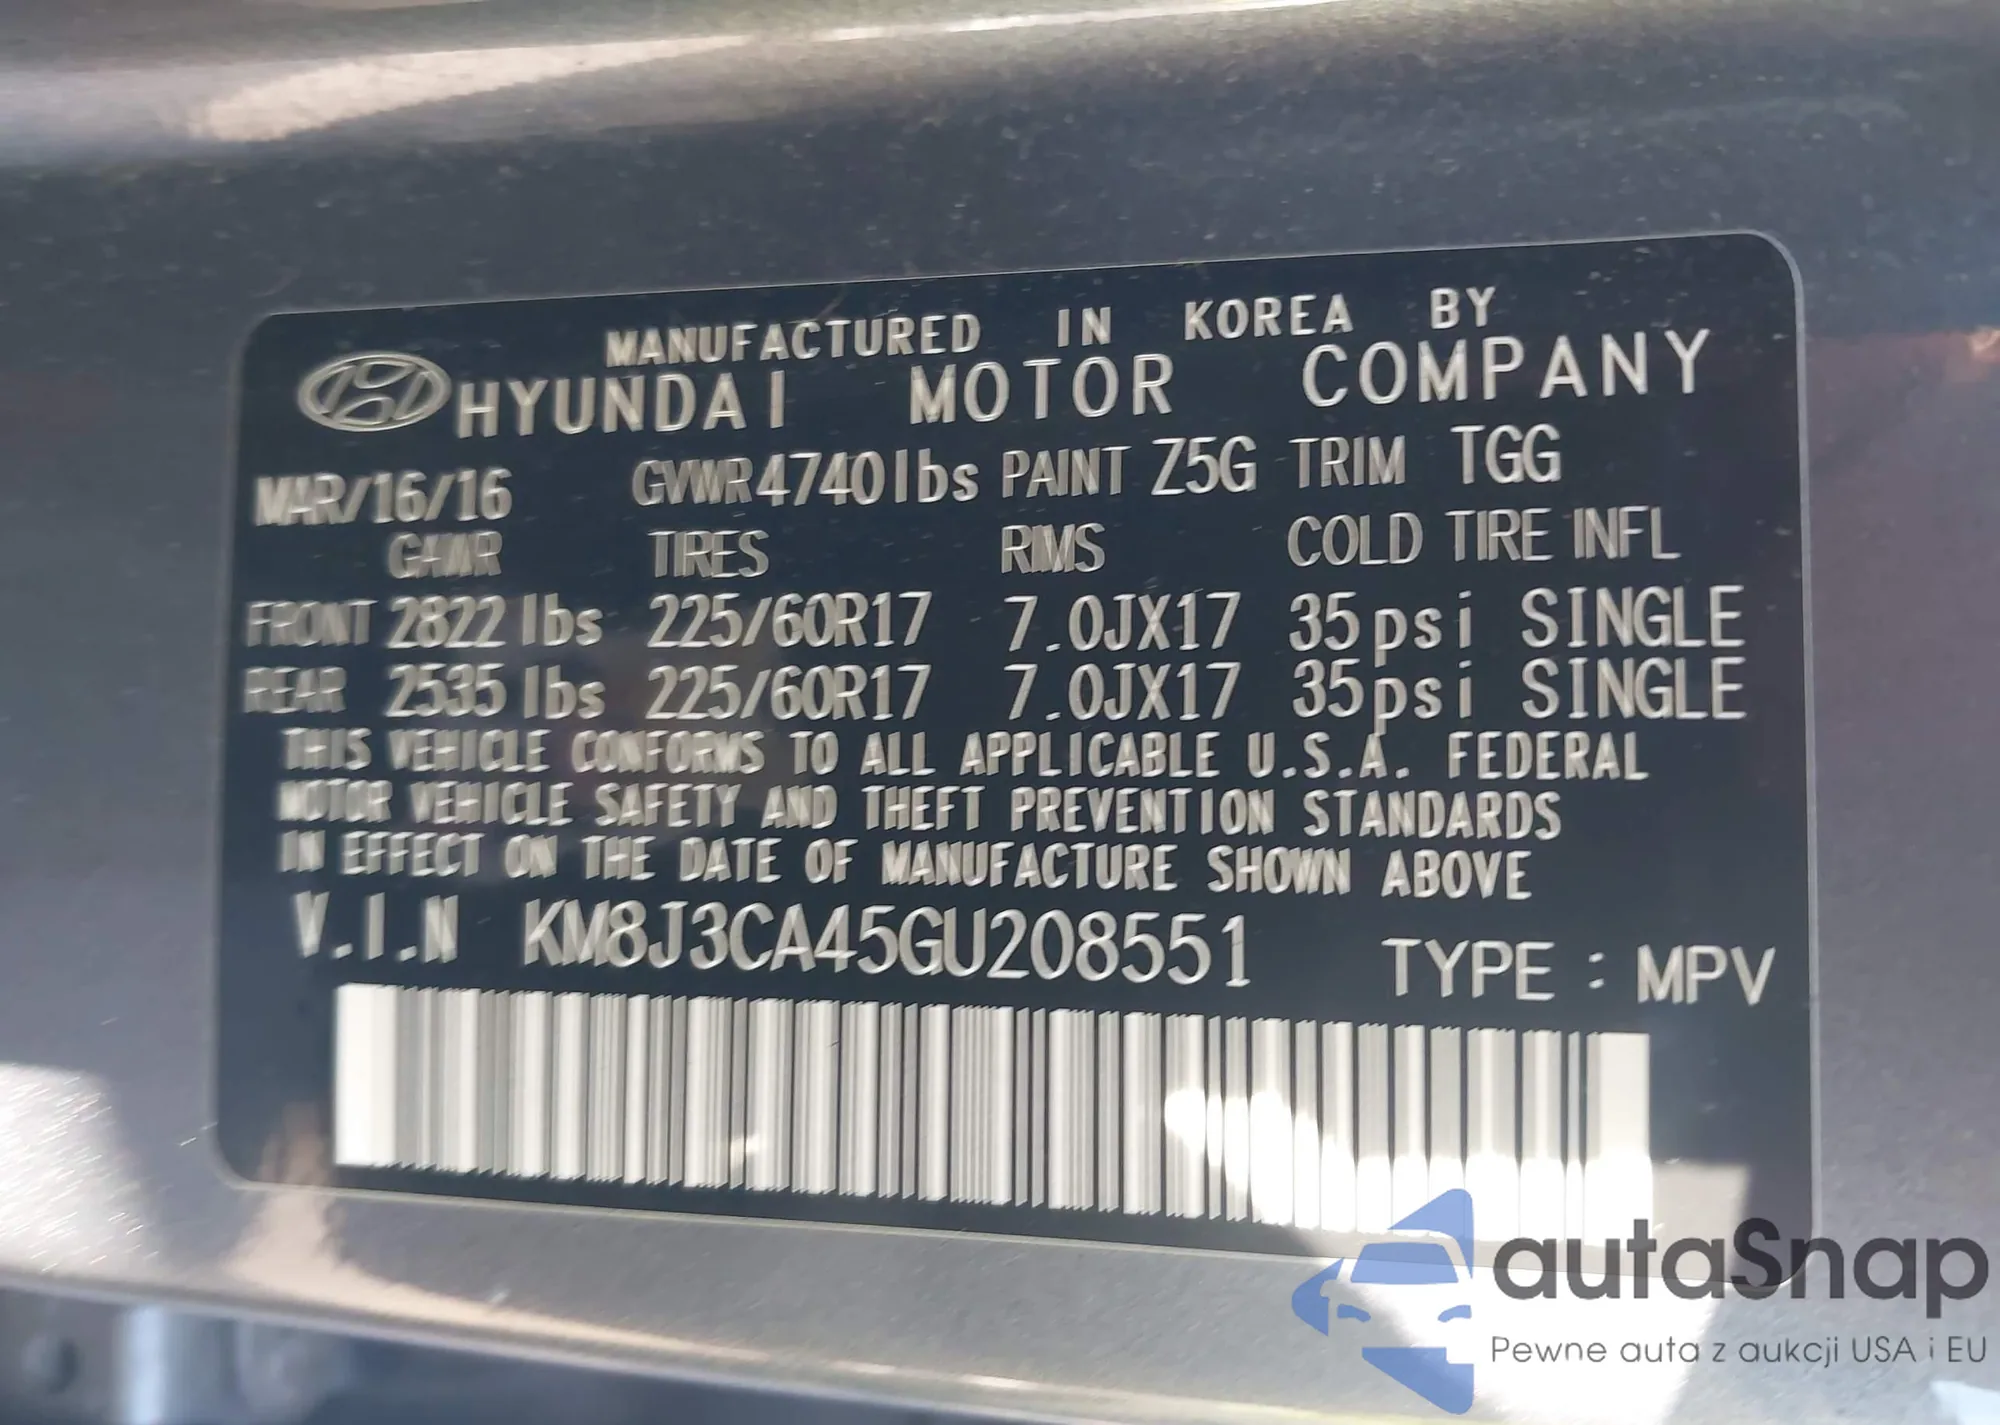 MANUFACTURED IN KOREA BY
HYUNDAI MOTOR COMPANY
MAR/16/16 GVWR 4740lbs PAINT Z5G TRIM TGG
GAWR TIRES RIMS COLD TIRE INFL
FRONT 2822 lbs 225/60R17 7.0JX17 35psi SINGLE
REAR 2535 lbs 225/60R17 7.0JX17 35psi SINGLE
THIS VEHICLE CONFORMS TO ALL APPLICABLE U.S.A. FEDERAL
MOTOR VEHICLE SAFETY AND THEFT PREVENTION STANDARDS
IN EFFECT ON THE DATE OF MANUFACTURE SHOWN ABOVE
V.I.N KM8J3CA45GU208551 TYPE : MPV
autaSnap
Pewne auta z aukcji USA i EU